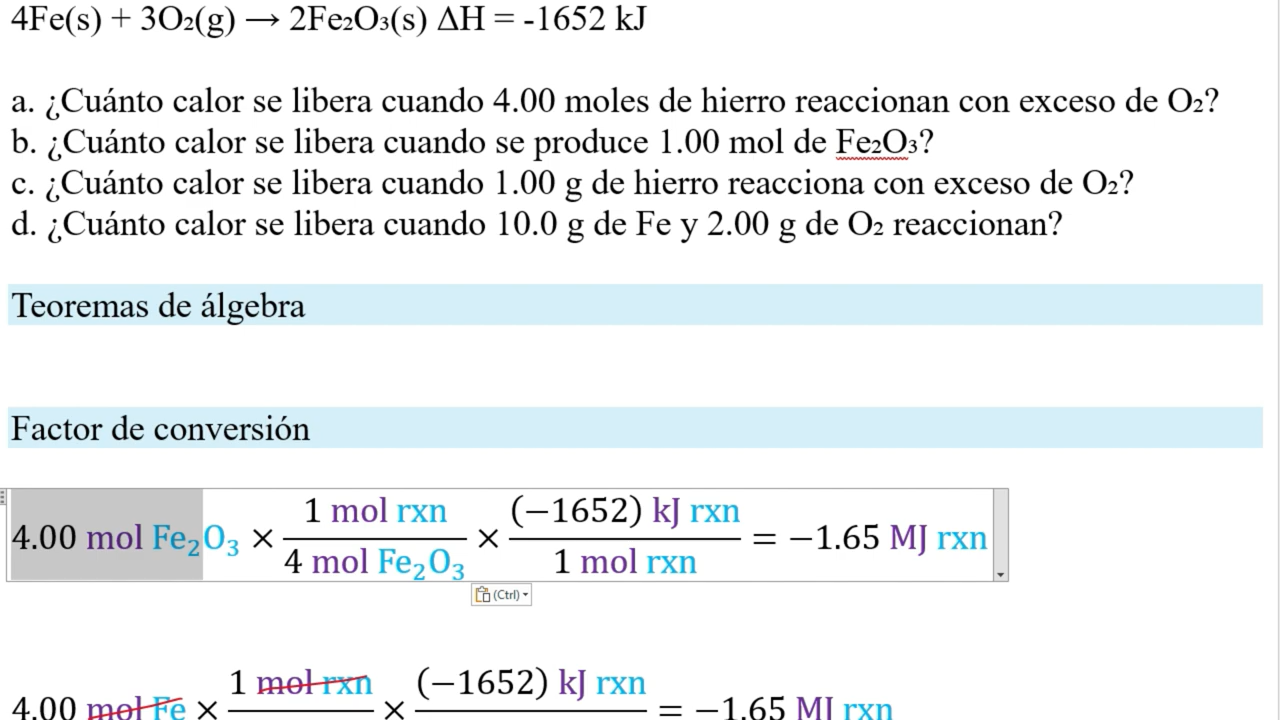 4Fe(s) + 3O₂(g) → 2Fe₂O₃(s) ΔH = -1652 kJ
a. ¿Cuánto calor se libera cuando 4.00 moles de hierro reaccionan con exceso de O₂?
b. ¿Cuánto calor se libera cuando se produce 1.00 mol de Fe₂O₃?
c. ¿Cuánto calor se libera cuando 1.00 g de hierro reacciona con exceso de O₂?
d. ¿Cuánto calor se libera cuando 10.0 g de Fe y 2.00 g de O₂ reaccionan?
Teoremas de álgebra
Factor de conversión
1 mol rxn (−1652) kJ rxn
4.00 mol Fe₂O₃ × × = −1.65 MJ rxn
4 mol Fe₂O₃ 1 mol rxn
(Ctrl)
1 mol rxn (−1652) kJ rxn
4.00 mol Fe × × = −1.65 MJ rxn